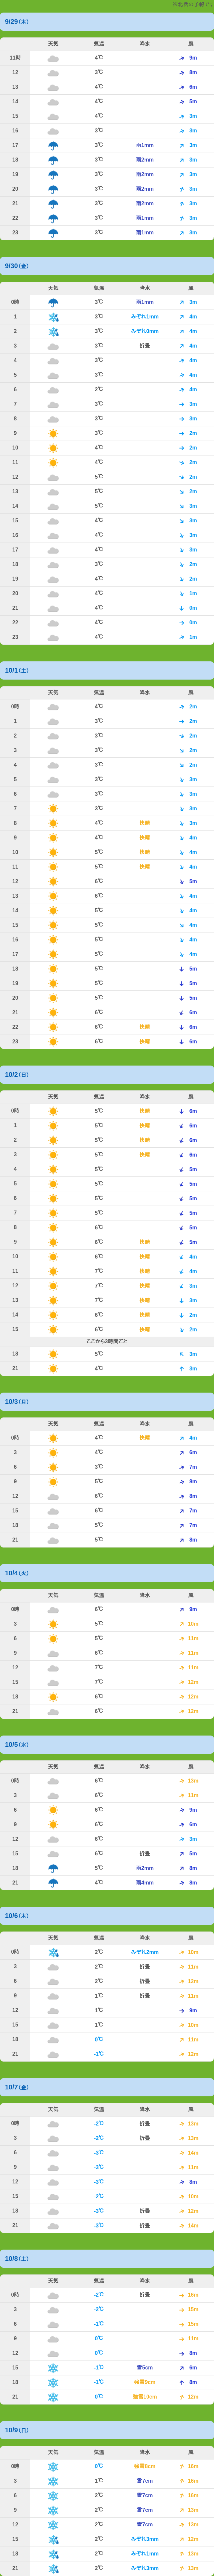 9/29(木)
天気 気温 降水 風
11時 4℃ 9m
12 3℃ 8m
13 4℃ 6m
14 4℃ 5m
15 4℃ 3m
16 3℃ 3m
17 3℃ 雨1mm 3m
18 3℃ 雨2mm 3m
19 3℃ 雨2mm 3m
20 3℃ 雨2mm 3m
21 3℃ 雨2mm 3m
22 3℃ 雨1mm 3m
23 3℃ 雨1mm 3m
9/30(金)
天気 気温 降水 風
0時 3℃ 雨1mm 3m
1 3℃ みぞれ1mm 4m
2 3℃ みぞれ0mm 4m
3 3℃ 折畳 4m
4 3℃ 4m
5 3℃ 4m
6 2℃ 4m
7 3℃ 3m
8 3℃ 3m
9 3℃ 2m
10 4℃ 2m
11 4℃ 2m
12 5℃ 2m
13 5℃ 2m
14 5℃ 3m
15 4℃ 3m
16 4℃ 3m
17 4℃ 3m
18 3℃ 2m
19 4℃ 2m
20 4℃ 1m
21 4℃ 0m
22 4℃ 0m
23 4℃ 1m
10/1(土)
天気 気温 降水 風
0時 4℃ 2m
1 3℃ 2m
2 3℃ 2m
3 3℃ 2m
4 3℃ 2m
5 3℃ 3m
6 3℃ 3m
7 3℃ 3m
8 4℃ 快晴 3m
9 4℃ 快晴 4m
10 5℃ 快晴 4m
11 5℃ 快晴 4m
12 6℃ 5m
13 6℃ 4m
14 5℃ 4m
15 5℃ 4m
16 5℃ 4m
17 5℃ 4m
18 5℃ 5m
19 5℃ 5m
20 5℃ 5m
21 6℃ 6m
22 6℃ 快晴 6m
23 6℃ 快晴 6m
10/2(日)
天気 気温 降水 風
0時 5℃ 快晴 6m
1 5℃ 快晴 6m
2 5℃ 快晴 6m
3 5℃ 快晴 6m
4 5℃ 5m
5 5℃ 5m
6 5℃ 5m
7 5℃ 5m
8 6℃ 5m
9 6℃ 快晴 5m
10 6℃ 快晴 4m
11 7℃ 快晴 4m
12 7℃ 快晴 3m
13 7℃ 快晴 3m
14 6℃ 快晴 2m
15 6℃ 快晴 2m
ここから3時間ごと
18 5℃ 3m
21 4℃ 3m
10/3(月)
天気 気温 降水 風
0時 4℃ 快晴 4m
3 4℃ 6m
6 3℃ 7m
9 5℃ 8m
12 6℃ 8m
15 6℃ 7m
18 5℃ 7m
21 5℃ 8m
10/4(火)
天気 気温 降水 風
0時 6℃ 9m
3 5℃ 10m
6 5℃ 11m
9 6℃ 11m
12 7℃ 11m
15 7℃ 12m
18 6℃ 12m
21 6℃ 12m
10/5(水)
天気 気温 降水 風
0時 6℃ 13m
3 6℃ 11m
6 6℃ 9m
9 6℃ 6m
12 6℃ 3m
15 6℃ 折畳 5m
18 5℃ 雨2mm 8m
21 4℃ 雨4mm 8m
10/6(木)
天気 気温 降水 風
0時 2℃ みぞれ2mm 10m
3 2℃ 折畳 11m
6 2℃ 折畳 12m
9 1℃ 折畳 11m
12 1℃ 9m
15 1℃ 10m
18 0℃ 11m
21 -1℃ 12m
10/7(金)
天気 気温 降水 風
0時 -2℃ 折畳 13m
3 -2℃ 折畳 13m
6 -3℃ 14m
9 -3℃ 11m
12 -3℃ 8m
15 -2℃ 10m
18 -3℃ 折畳 12m
21 -3℃ 折畳 14m
10/8(土)
天気 気温 降水 風
0時 -2℃ 折畳 16m
3 -2℃ 15m
6 -1℃ 15m
9 0℃ 11m
12 0℃ 8m
15 -1℃ 雪5cm 6m
18 -1℃ 強雪9cm 8m
21 0℃ 強雪10cm 12m
10/9(日)
天気 気温 降水 風
0時 0℃ 強雪8cm 16m
3 1℃ 雪7cm 16m
6 2℃ 雪7cm 16m
9 2℃ 雪7cm 13m
12 2℃ 雪7cm 13m
15 2℃ みぞれ3mm 12m
18 2℃ みぞれ1mm 13m
21 2℃ みぞれ3mm 13m